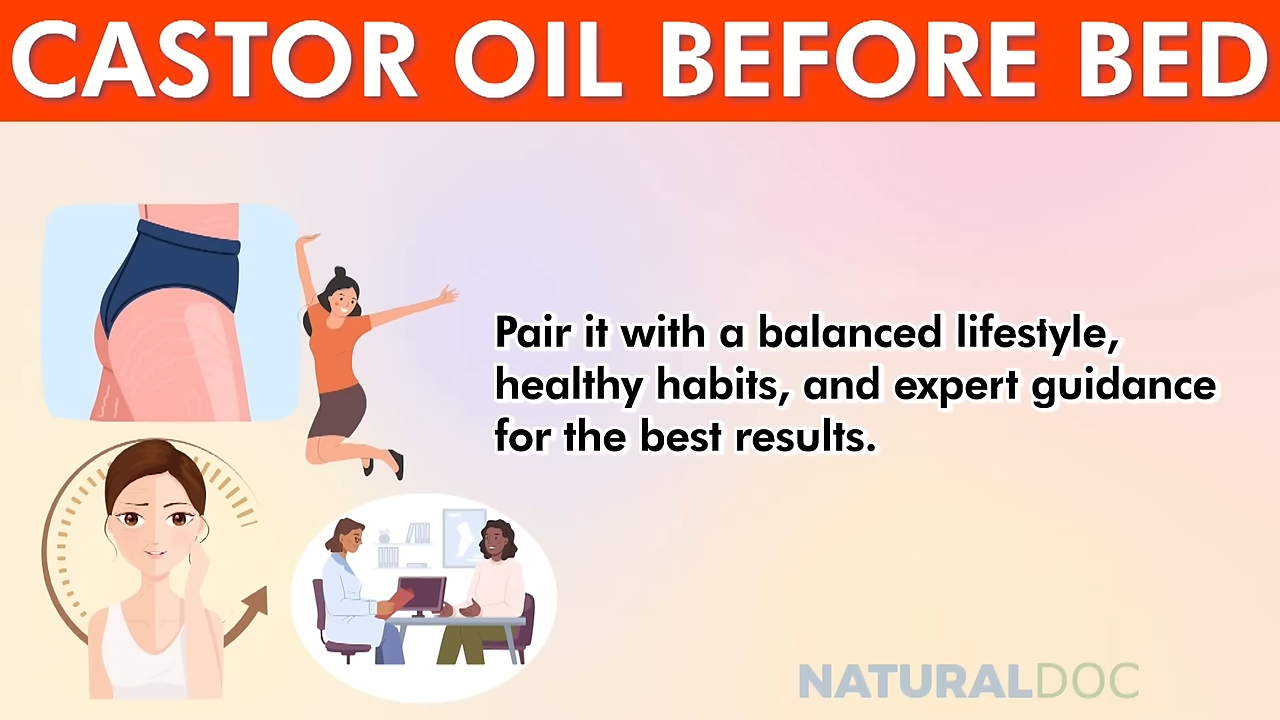 CASTOR OIL BEFORE BED
Pair it with a balanced lifestyle,
healthy habits, and expert guidance
for the best results.
NATURALDOC